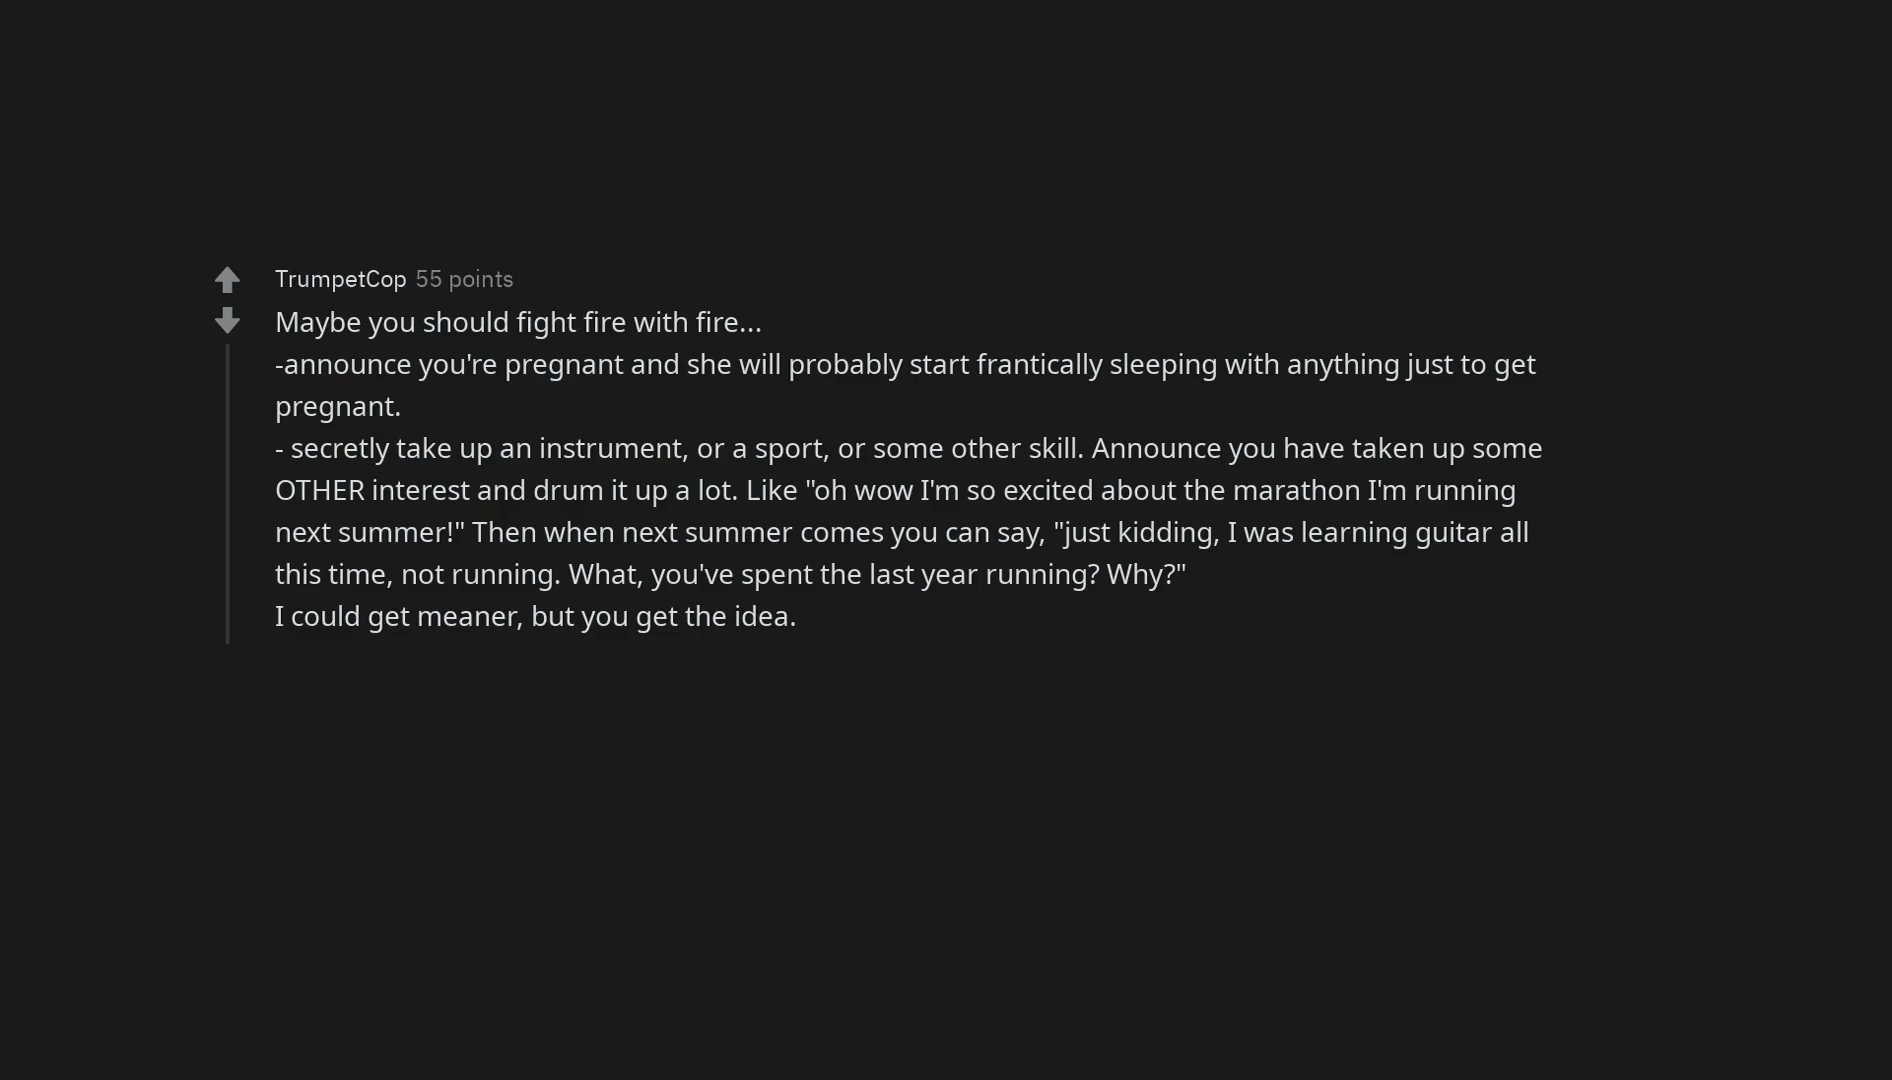 TrumpetCop 55 points
Maybe you should fight fire with fire...
-announce you're pregnant and she will probably start frantically sleeping with anything just to get
pregnant.
- secretly take up an instrument, or a sport, or some other skill. Announce you have taken up some
OTHER interest and drum it up a lot. Like "oh wow I'm so excited about the marathon I'm running
next summer!" Then when next summer comes you can say, "just kidding, I was learning guitar all
this time, not running. What, you've spent the last year running? Why?"
I could get meaner, but you get the idea.